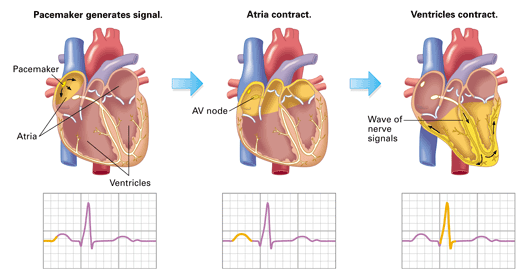 Pacemaker generates signal.
Atria contract.
Ventricles contract.
Pacemaker
Atria
Ventricles
AV node
Wave of
nerve
signals